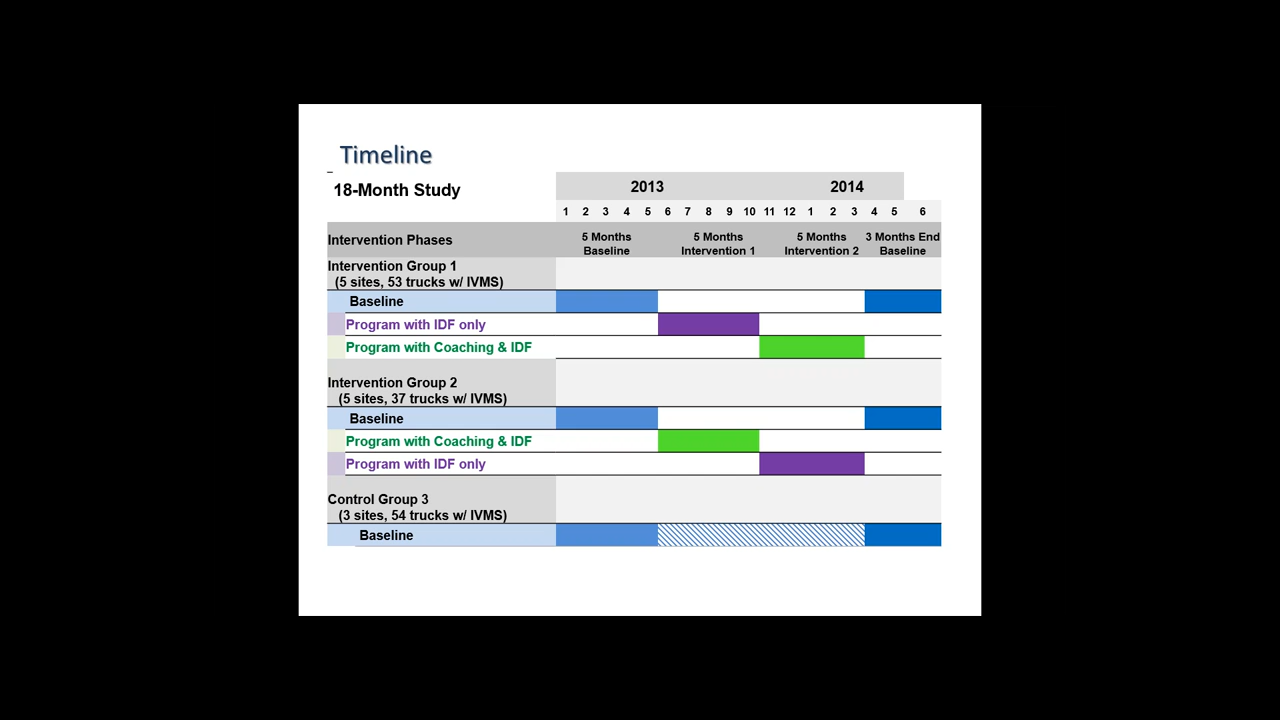 Timeline
18-Month Study
2013 2014
1 2 3 4 5 6 7 8 9 10 11 12 1 2 3 4 5 6
Intervention Phases
5 Months
Baseline
5 Months
Intervention 1
5 Months
Intervention 2
3 Months End
Baseline
Intervention Group 1
(5 sites, 53 trucks w/ IVMS)
Baseline
Program with IDF only
Program with Coaching & IDF
Intervention Group 2
(5 sites, 37 trucks w/ IVMS)
Baseline
Program with Coaching & IDF
Program with IDF only
Control Group 3
(3 sites, 54 trucks w/ IVMS)
Baseline